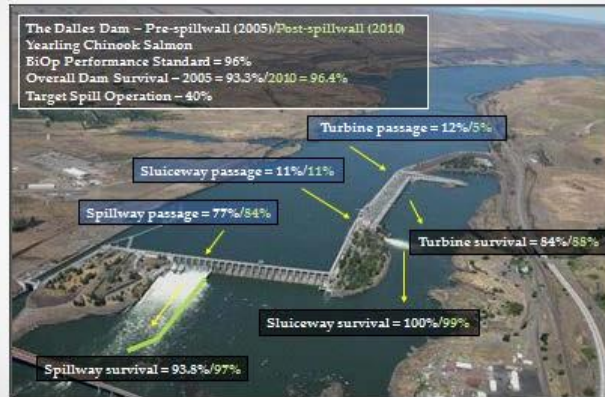 The Dalles Dam – Pre-spillwall (2005)/Post-spillwall (2010)
Yearling Chinook Salmon
BiOp Performance Standard = 96%
Overall Dam Survival – 2005 = 93.3%/2010 = 96.4%
Target Spill Operation – 40%
Turbine passage = 12%/5%
Sluiceway passage = 11%/11%
Spillway passage = 77%/84%
Turbine survival = 84%/88%
Sluiceway survival = 100%/99%
Spillway survival = 93.8%/97%